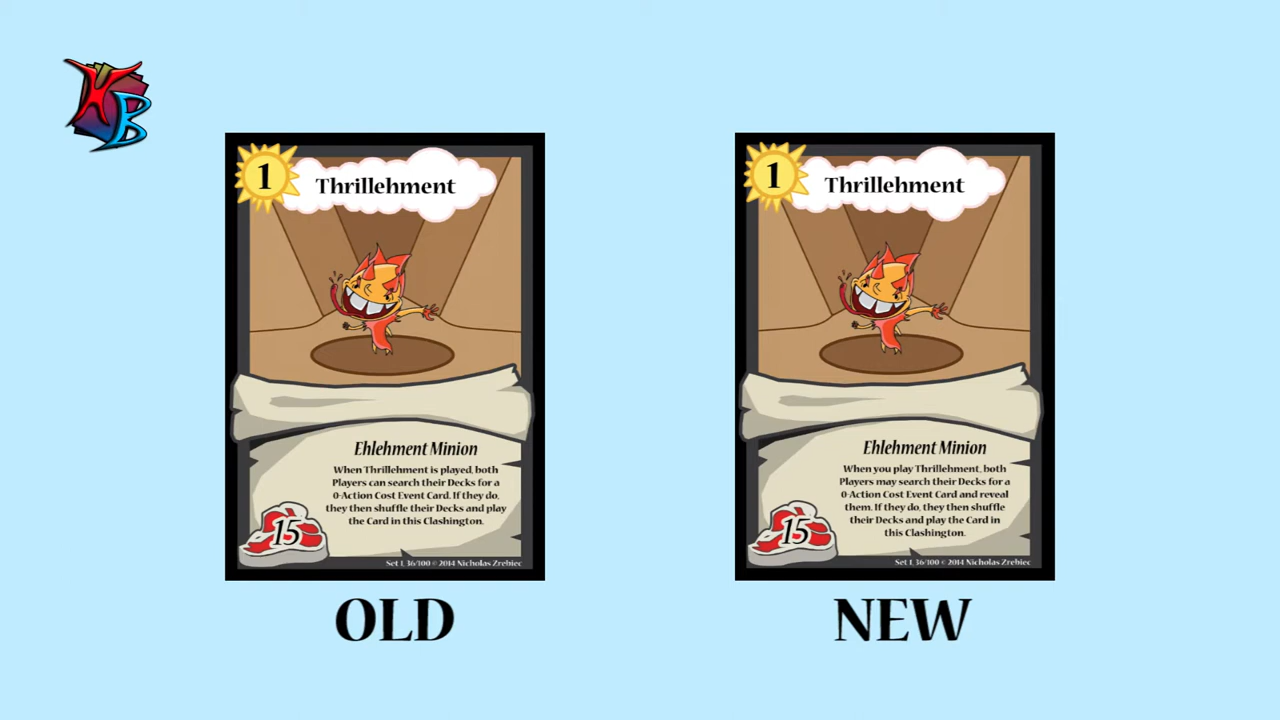 KB
1
Thrillehment
Ehlehment Minion
When Thrillehment is played, both
Players can search their Decks for a
0-Action Cost Event Card. If they do,
they then shuffle their Decks and play
the Card in this Clashington.
15
Set 1, 36/100 © 2014 Nicholas Zrebiec
OLD
1
Thrillehment
Ehlehment Minion
When you play Thrillehment, both
Players may search their Decks for a
0-Action Cost Event Card and reveal
them. If they do, they then shuffle
their Decks and play the Card in
this Clashington.
15
Set 1, 36/100 © 2014 Nicholas Zrebiec
NEW